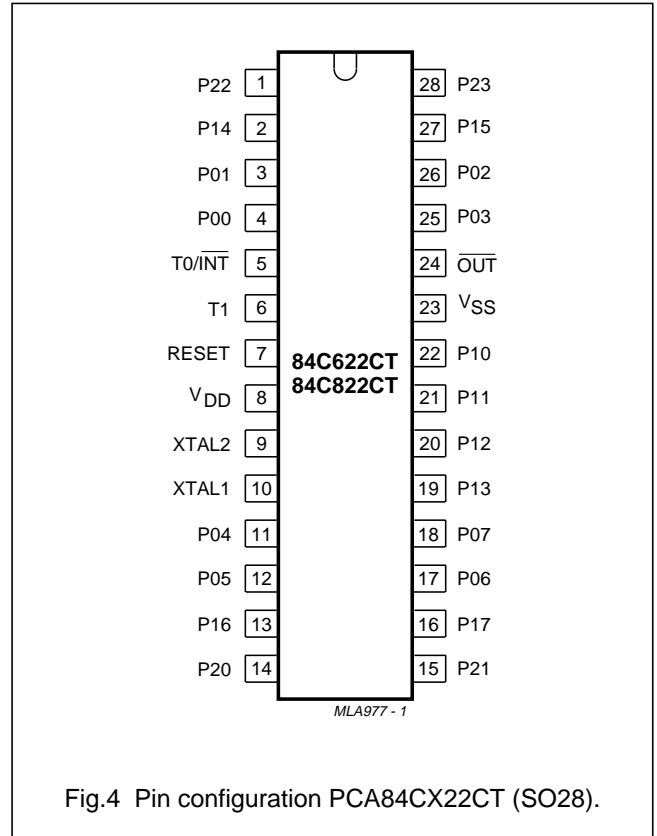 P22 1 28 P23
P14 2 27 P15
P01 3 26 P02
P00 4 25 P03
T0/I̅N̅T̅ 5 24 O̅U̅T̅
T1 6 23 VSS
RESET 7 22 P10
84C622CT
84C822CT
VDD 8 21 P11
XTAL2 9 20 P12
XTAL1 10 19 P13
P04 11 18 P07
P05 12 17 P06
P16 13 16 P17
P20 14 15 P21
MLA977 - 1
Fig.4 Pin configuration PCA84CX22CT (SO28).